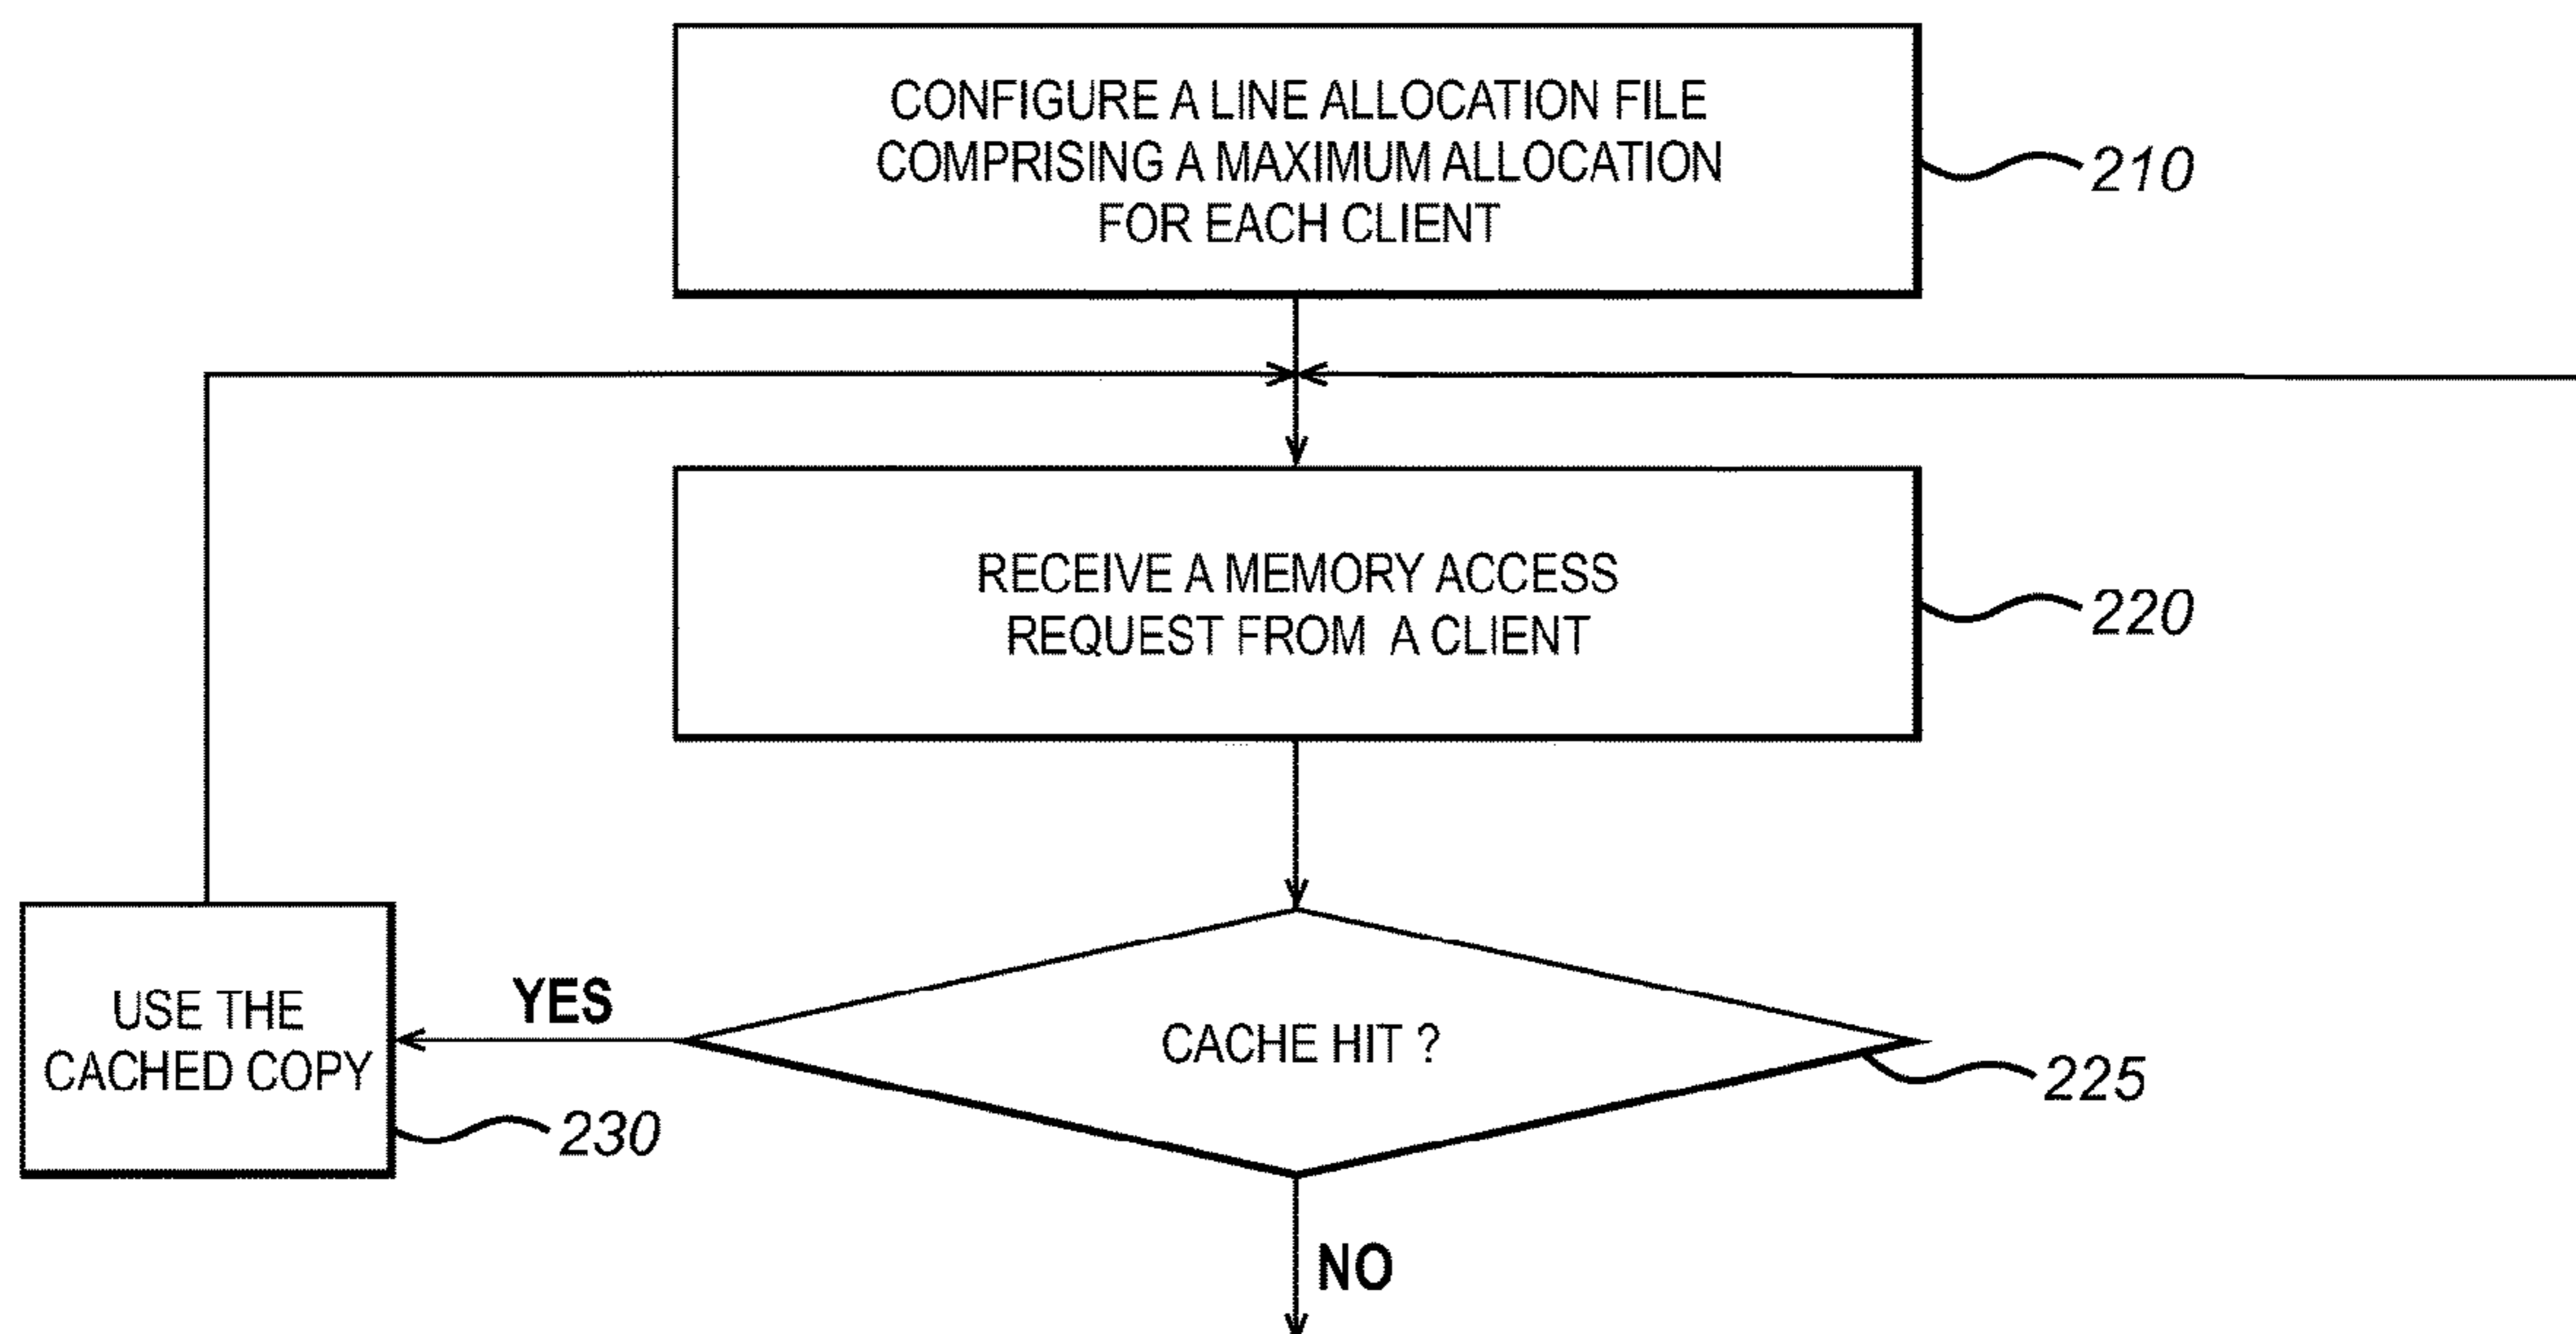 CONFIGURE A LINE ALLOCATION FILE
COMPRISING A MAXIMUM ALLOCATION
FOR EACH CLIENT
210
RECEIVE A MEMORY ACCESS
REQUEST FROM A CLIENT
220
CACHE HIT ?
225
YES
USE THE
CACHED COPY
230
NO